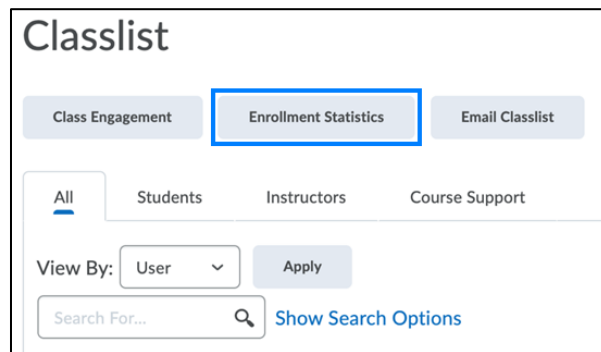 Classlist
Class Engagement Enrollment Statistics Email Classlist
All Students Instructors Course Support
View By: User Apply
Search For... Show Search Options